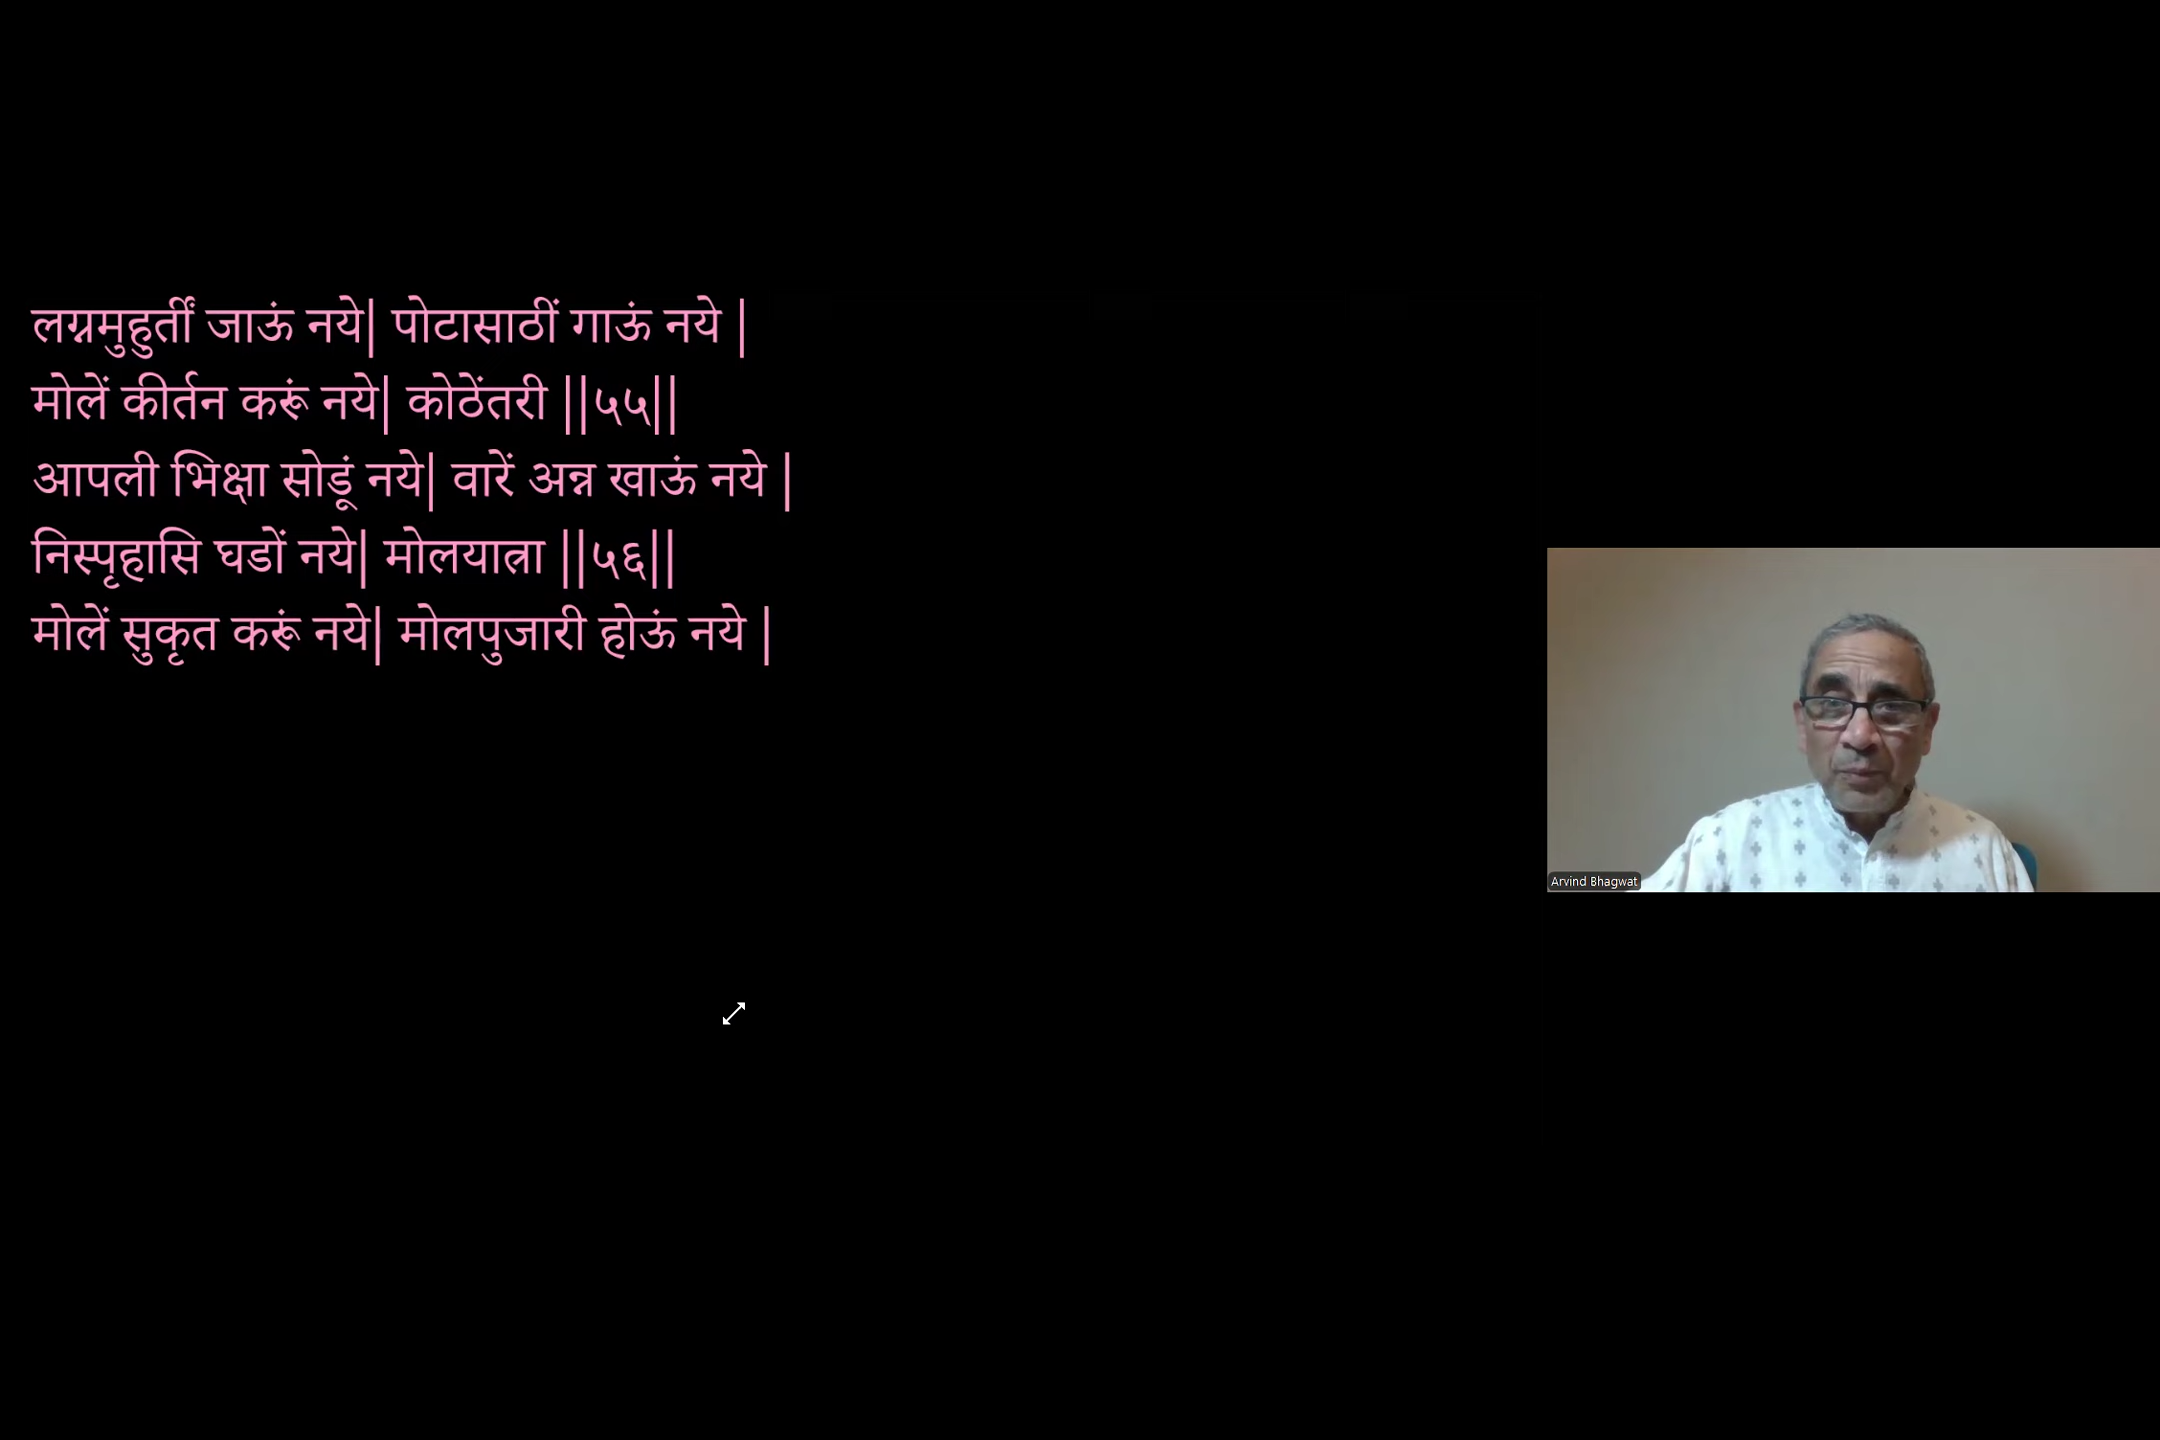 लग्नमुहुर्तीं जाऊं नये| पोटासाठीं गाऊं नये |
मोलें कीर्तन करूं नये| कोठेंतरी ||५५||
आपली भिक्षा सोडूं नये| वारें अन्न खाऊं नये |
निस्पृहासि घडों नये| मोलयात्रा ||५६||
मोलें सुकृत करूं नये| मोलपुजारी होऊं नये |
Arvind Bhagwat